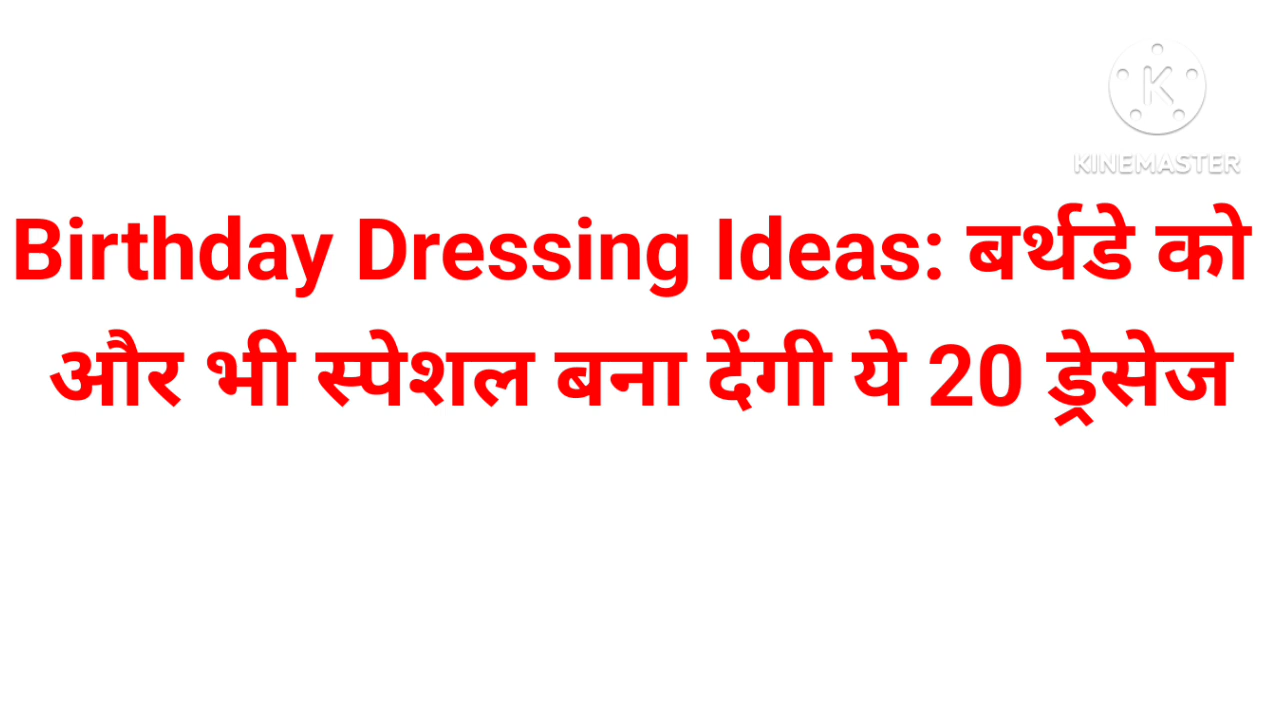 KINEMASTER
Birthday Dressing Ideas: बर्थडे को
और भी स्पेशल बना देंगी ये 20 ड्रेसेज